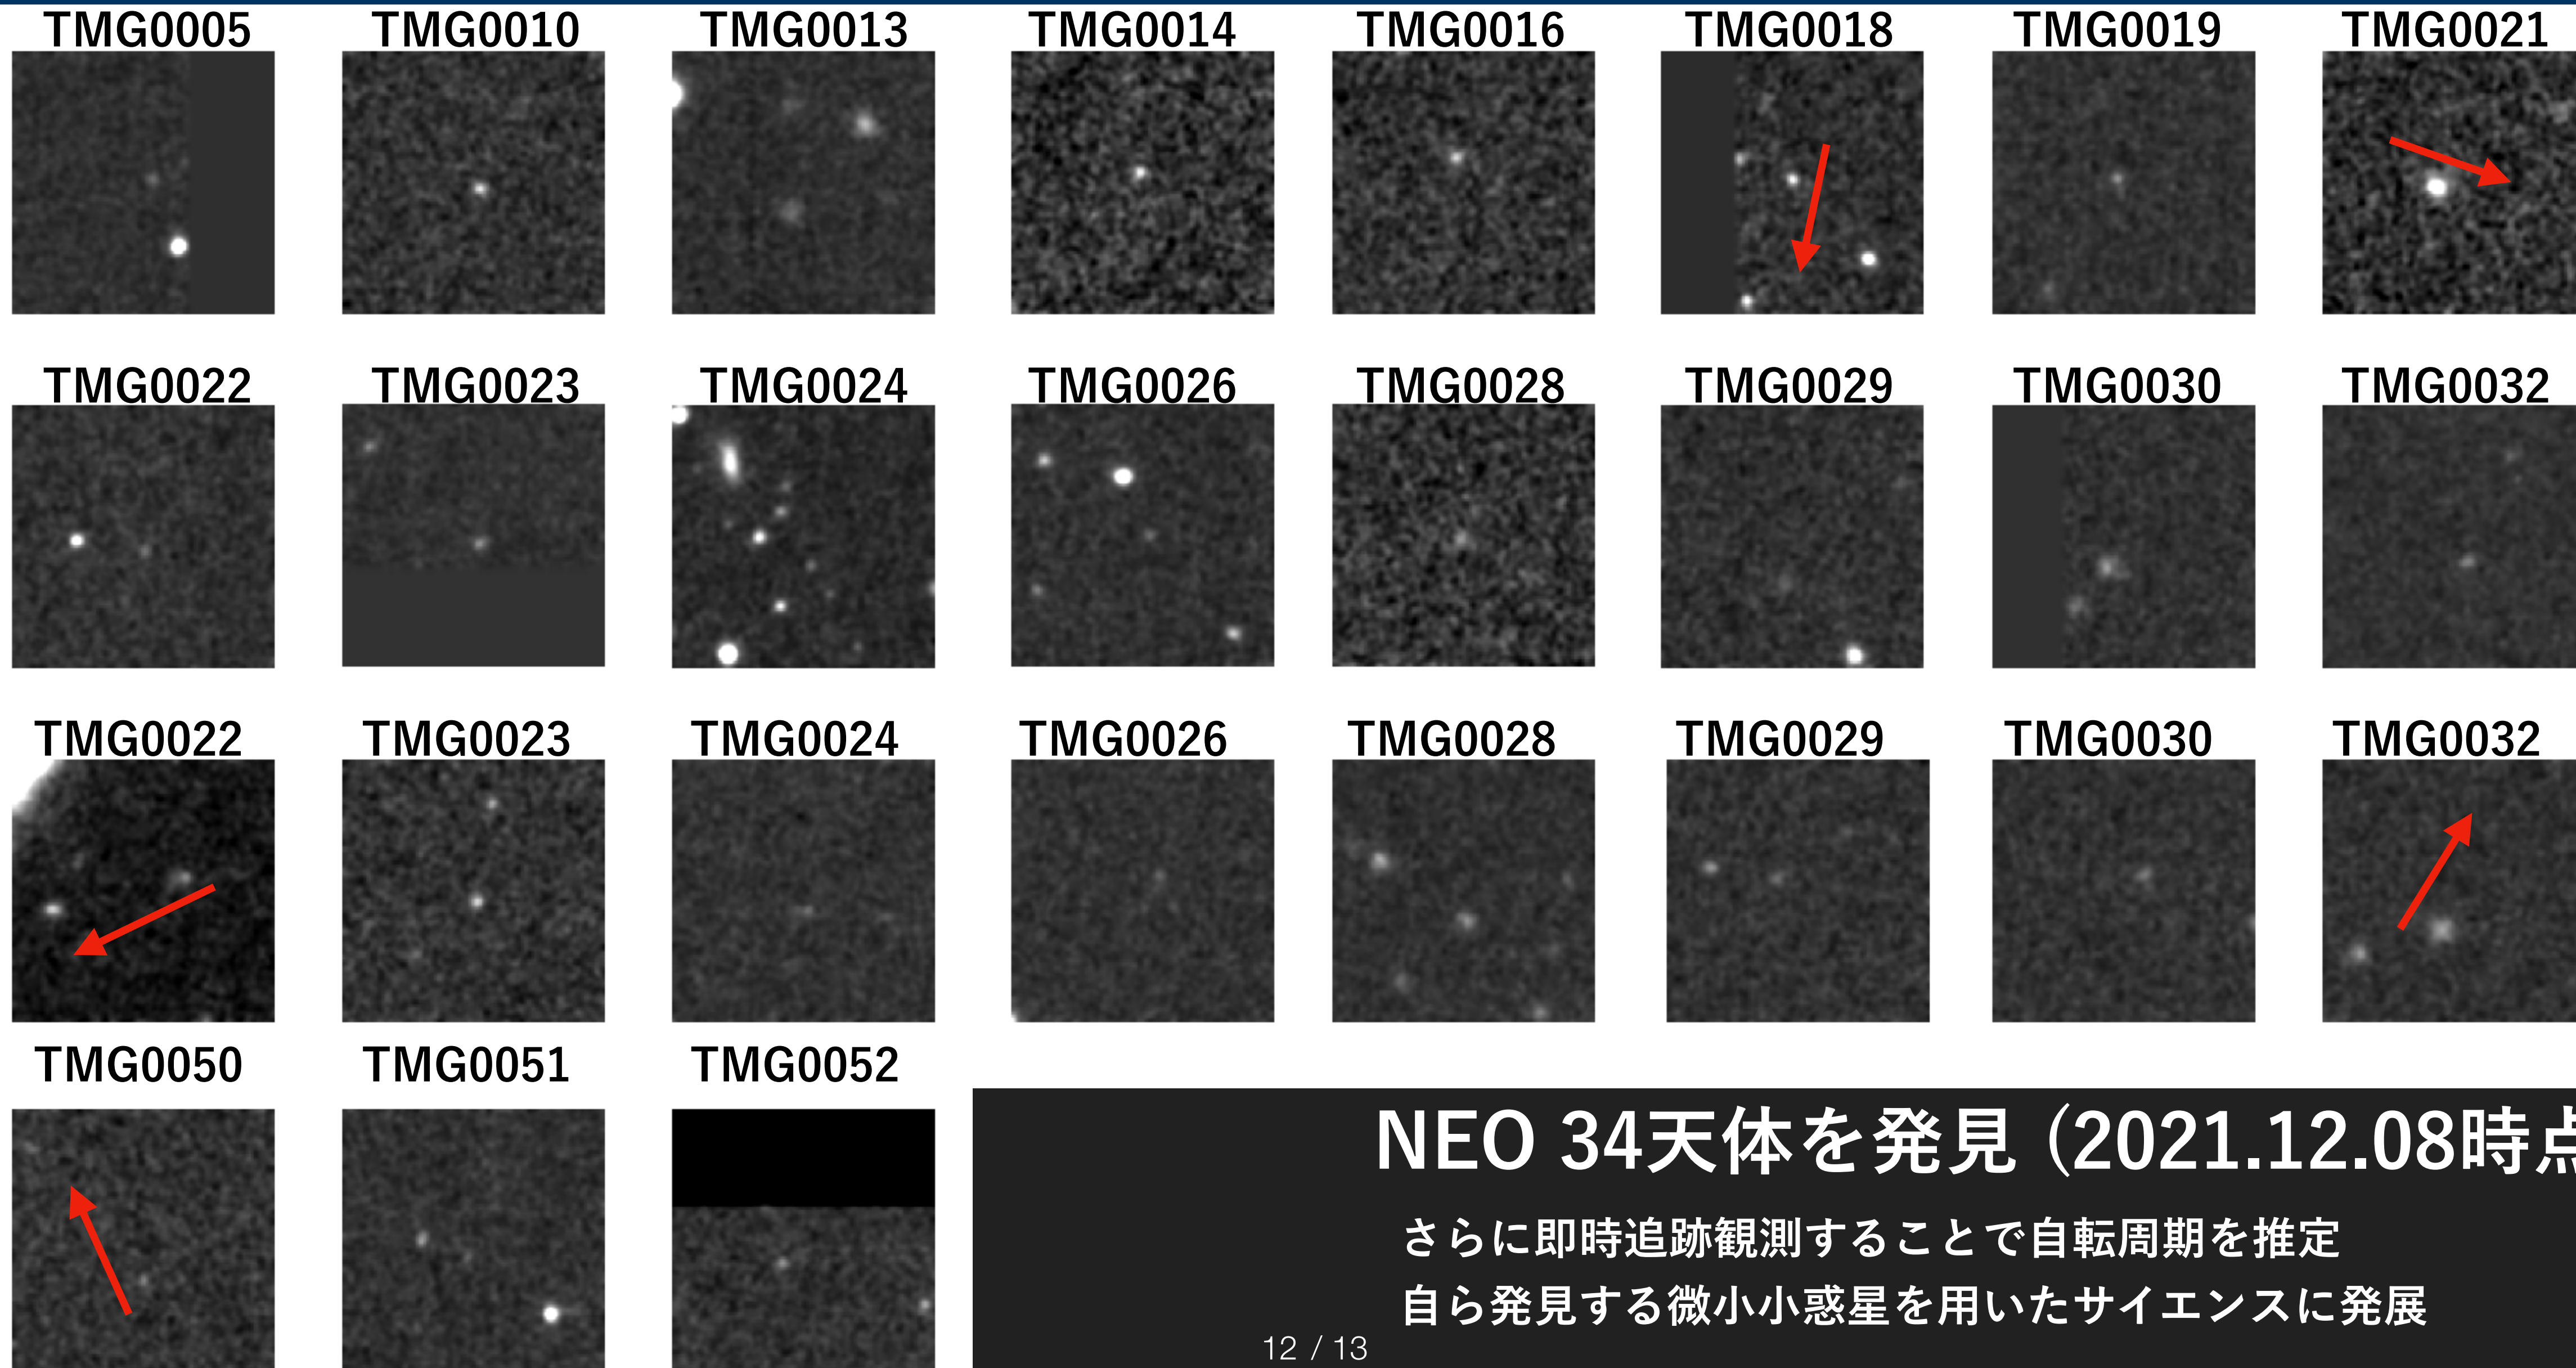 TMG0005 TMG0010 TMG0013 TMG0014 TMG0016 TMG0018 TMG0019 TMG0021
TMG0022 TMG0023 TMG0024 TMG0026 TMG0028 TMG0029 TMG0030 TMG0032
TMG0022 TMG0023 TMG0024 TMG0026 TMG0028 TMG0029 TMG0030 TMG0032
TMG0050 TMG0051 TMG0052
NEO 34天体を発見 (2021.12.08時点
さらに即時追跡観測することで自転周期を推定
自ら発見する微小小惑星を用いたサイエンスに発展
12 / 13